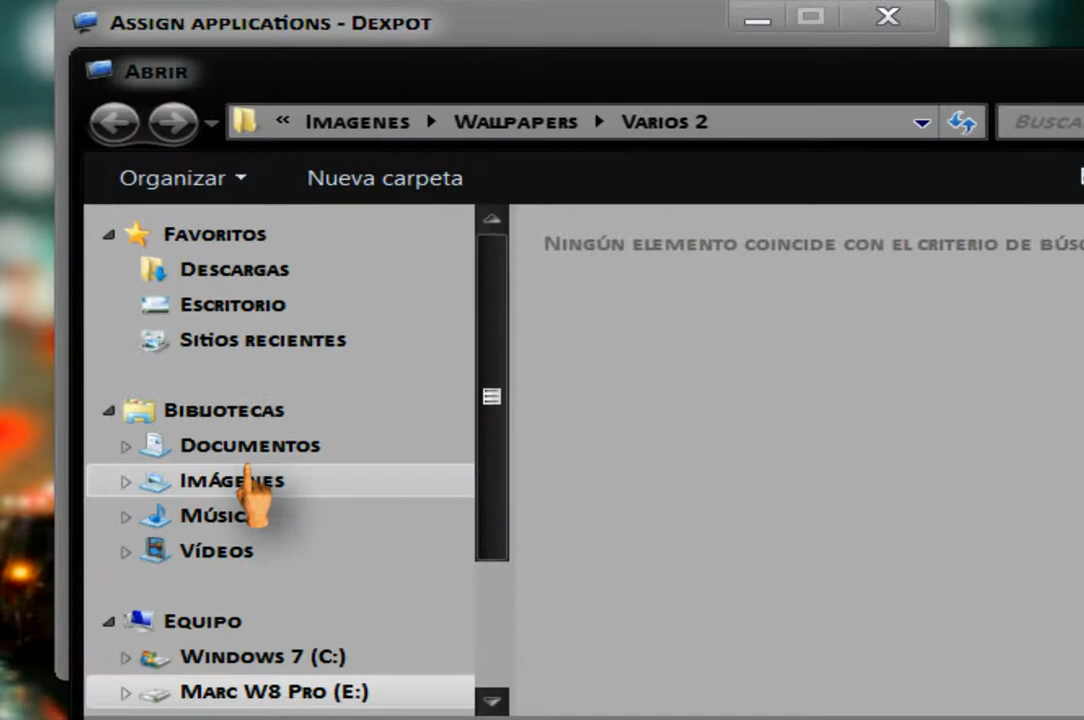 Assign applications - Dexpot
Abrir
« Imagenes Wallpapers Varios 2
Organizar Nueva carpeta
Favoritos
Descargas
Escritorio
Sitios recientes
Ningún elemento coincide con el criterio de
Bibliotecas
Documentos
Imágenes
Música
Vídeos
Equipo
Windows 7 (C:)
Marc W8 Pro (E:)